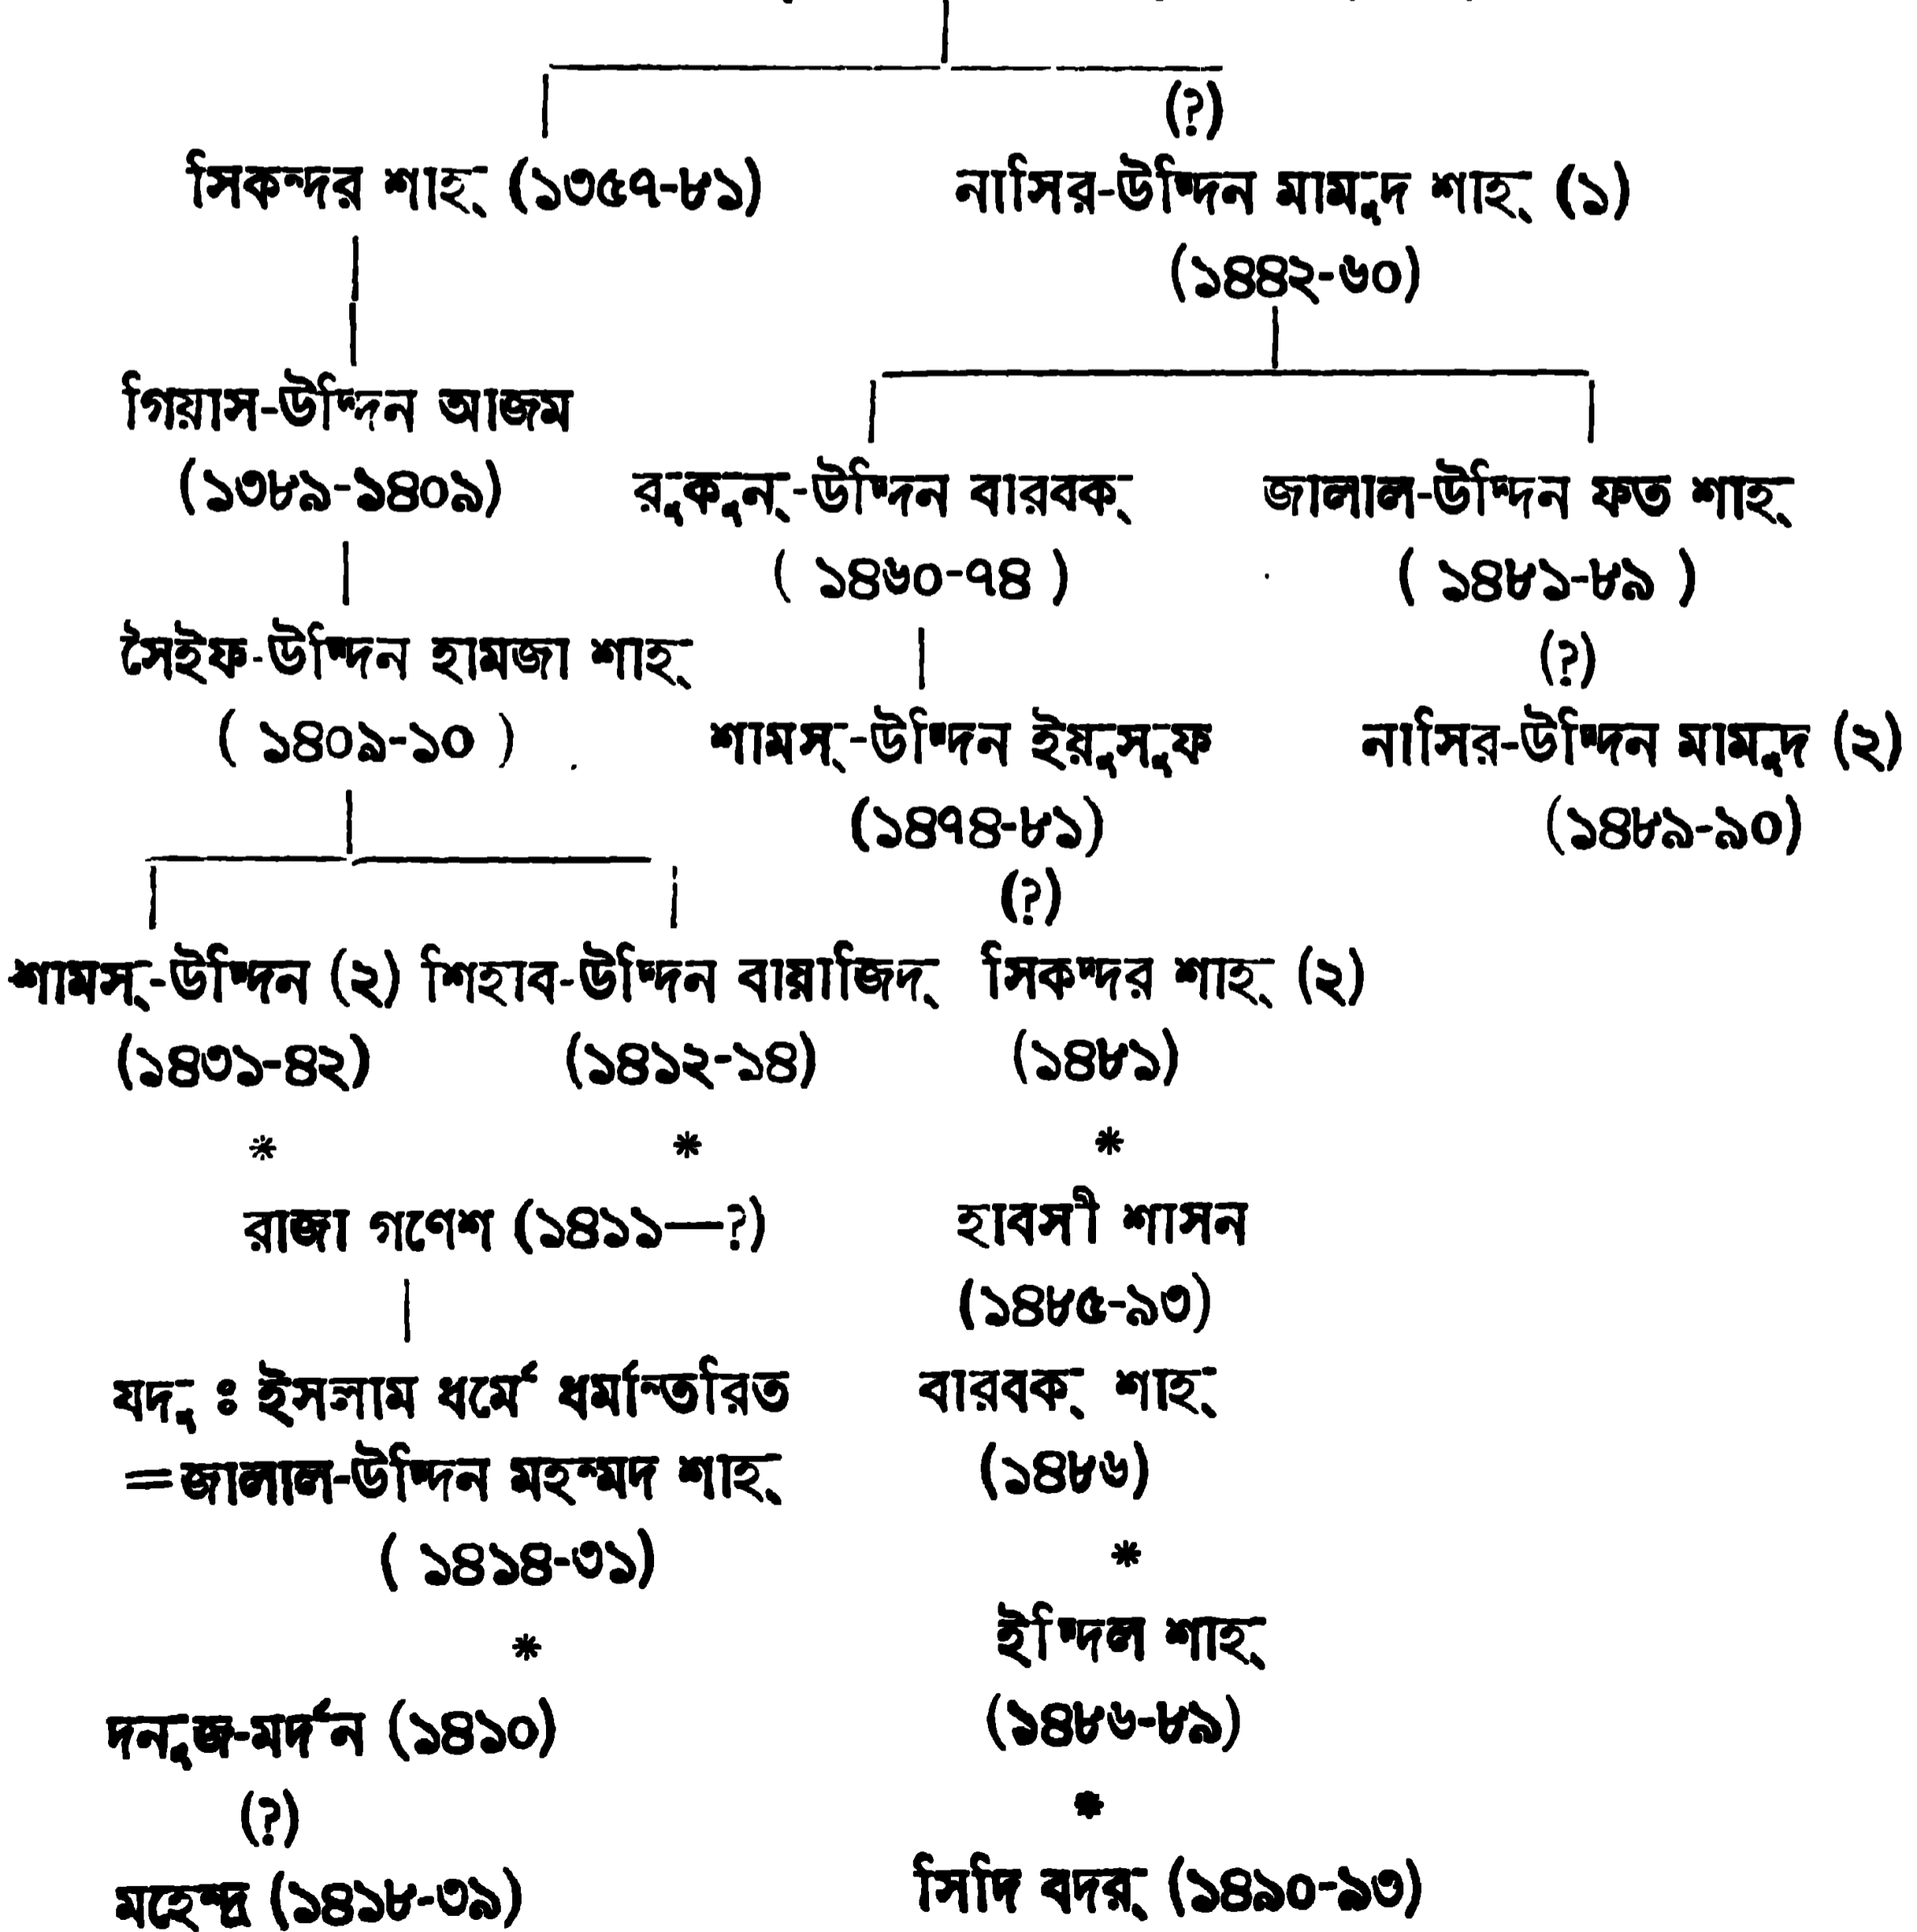 (?)
সিকন্দর শাহ্ (১৩৫৭-৮১) নাসির-উদ্দিন মামুদ শাহ্ (১)
(১৪৪২-৬০)
গিয়াস-উদ্দিন আজম
(১৩৮৯-১৪০৯) রুকুন্-উদ্দিন বারবক্ জালাল-উদ্দিন ফত শাহ্
( ১৪৬০-৭৪ ) ( ১৪৮১-৮৯ )
সৈইফ-উদ্দিন হামজা শাহ্ (?)
( ১৪০৯-১০ ) শামস্-উদ্দিন ইয়ুসুফ নাসির-উদ্দিন মামুদ (২)
(১৪৭৪-৮১) (১৪৮৯-৯০)
(?)
শামস্-উদ্দিন (২) শিহাব-উদ্দিন বায়াজিদ্ সিকন্দর শাহ্ (২)
(১৪৩১-৪২) (১৪১২-১৪) (১৪৮১)
* * *
রাজা গণেশ (১৪১১—?) হাবসী শাসন
(১৪৮৫-৯৩)
যদু ঃ ইসলাম ধর্মে ধর্মান্তরিত বারবক্ শাহ্
=জালাল-উদ্দিন মহম্মদ শাহ্ (১৪৮৬)
( ১৪১৪-৩১) *
* ইন্দিল শাহ্
দনুজ-মর্দন (১৪১০) (১৪৮৬-৮৯)
(?) *
মহেন্দ্র (১৪১৮-৩৯) সিদি বদর্ (১৪৯০-৯৩)